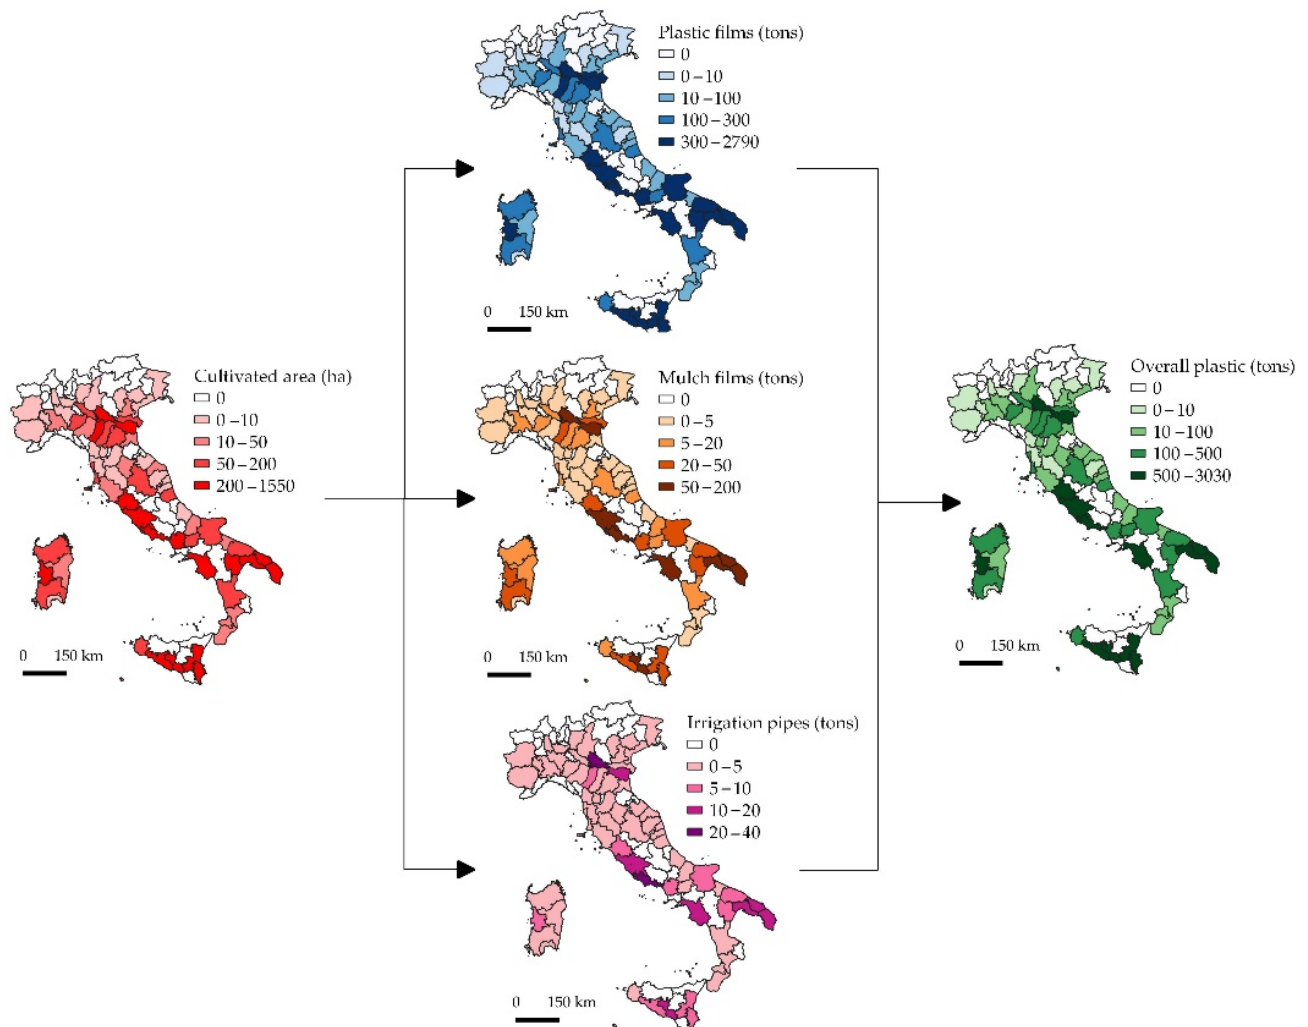 Plastic films (tons)
0
0–10
10–100
100–300
300–2790
0 150 km
Cultivated area (ha)
0
0–10
10–50
50–200
200–1550
0 150 km
Mulch films (tons)
0
0–5
5–20
20–50
50–200
0 150 km
Overall plastic (tons)
0
0–10
10–100
100–500
500–3030
0 150 km
Irrigation pipes (tons)
0
0–5
5–10
10–20
20–40
0 150 km